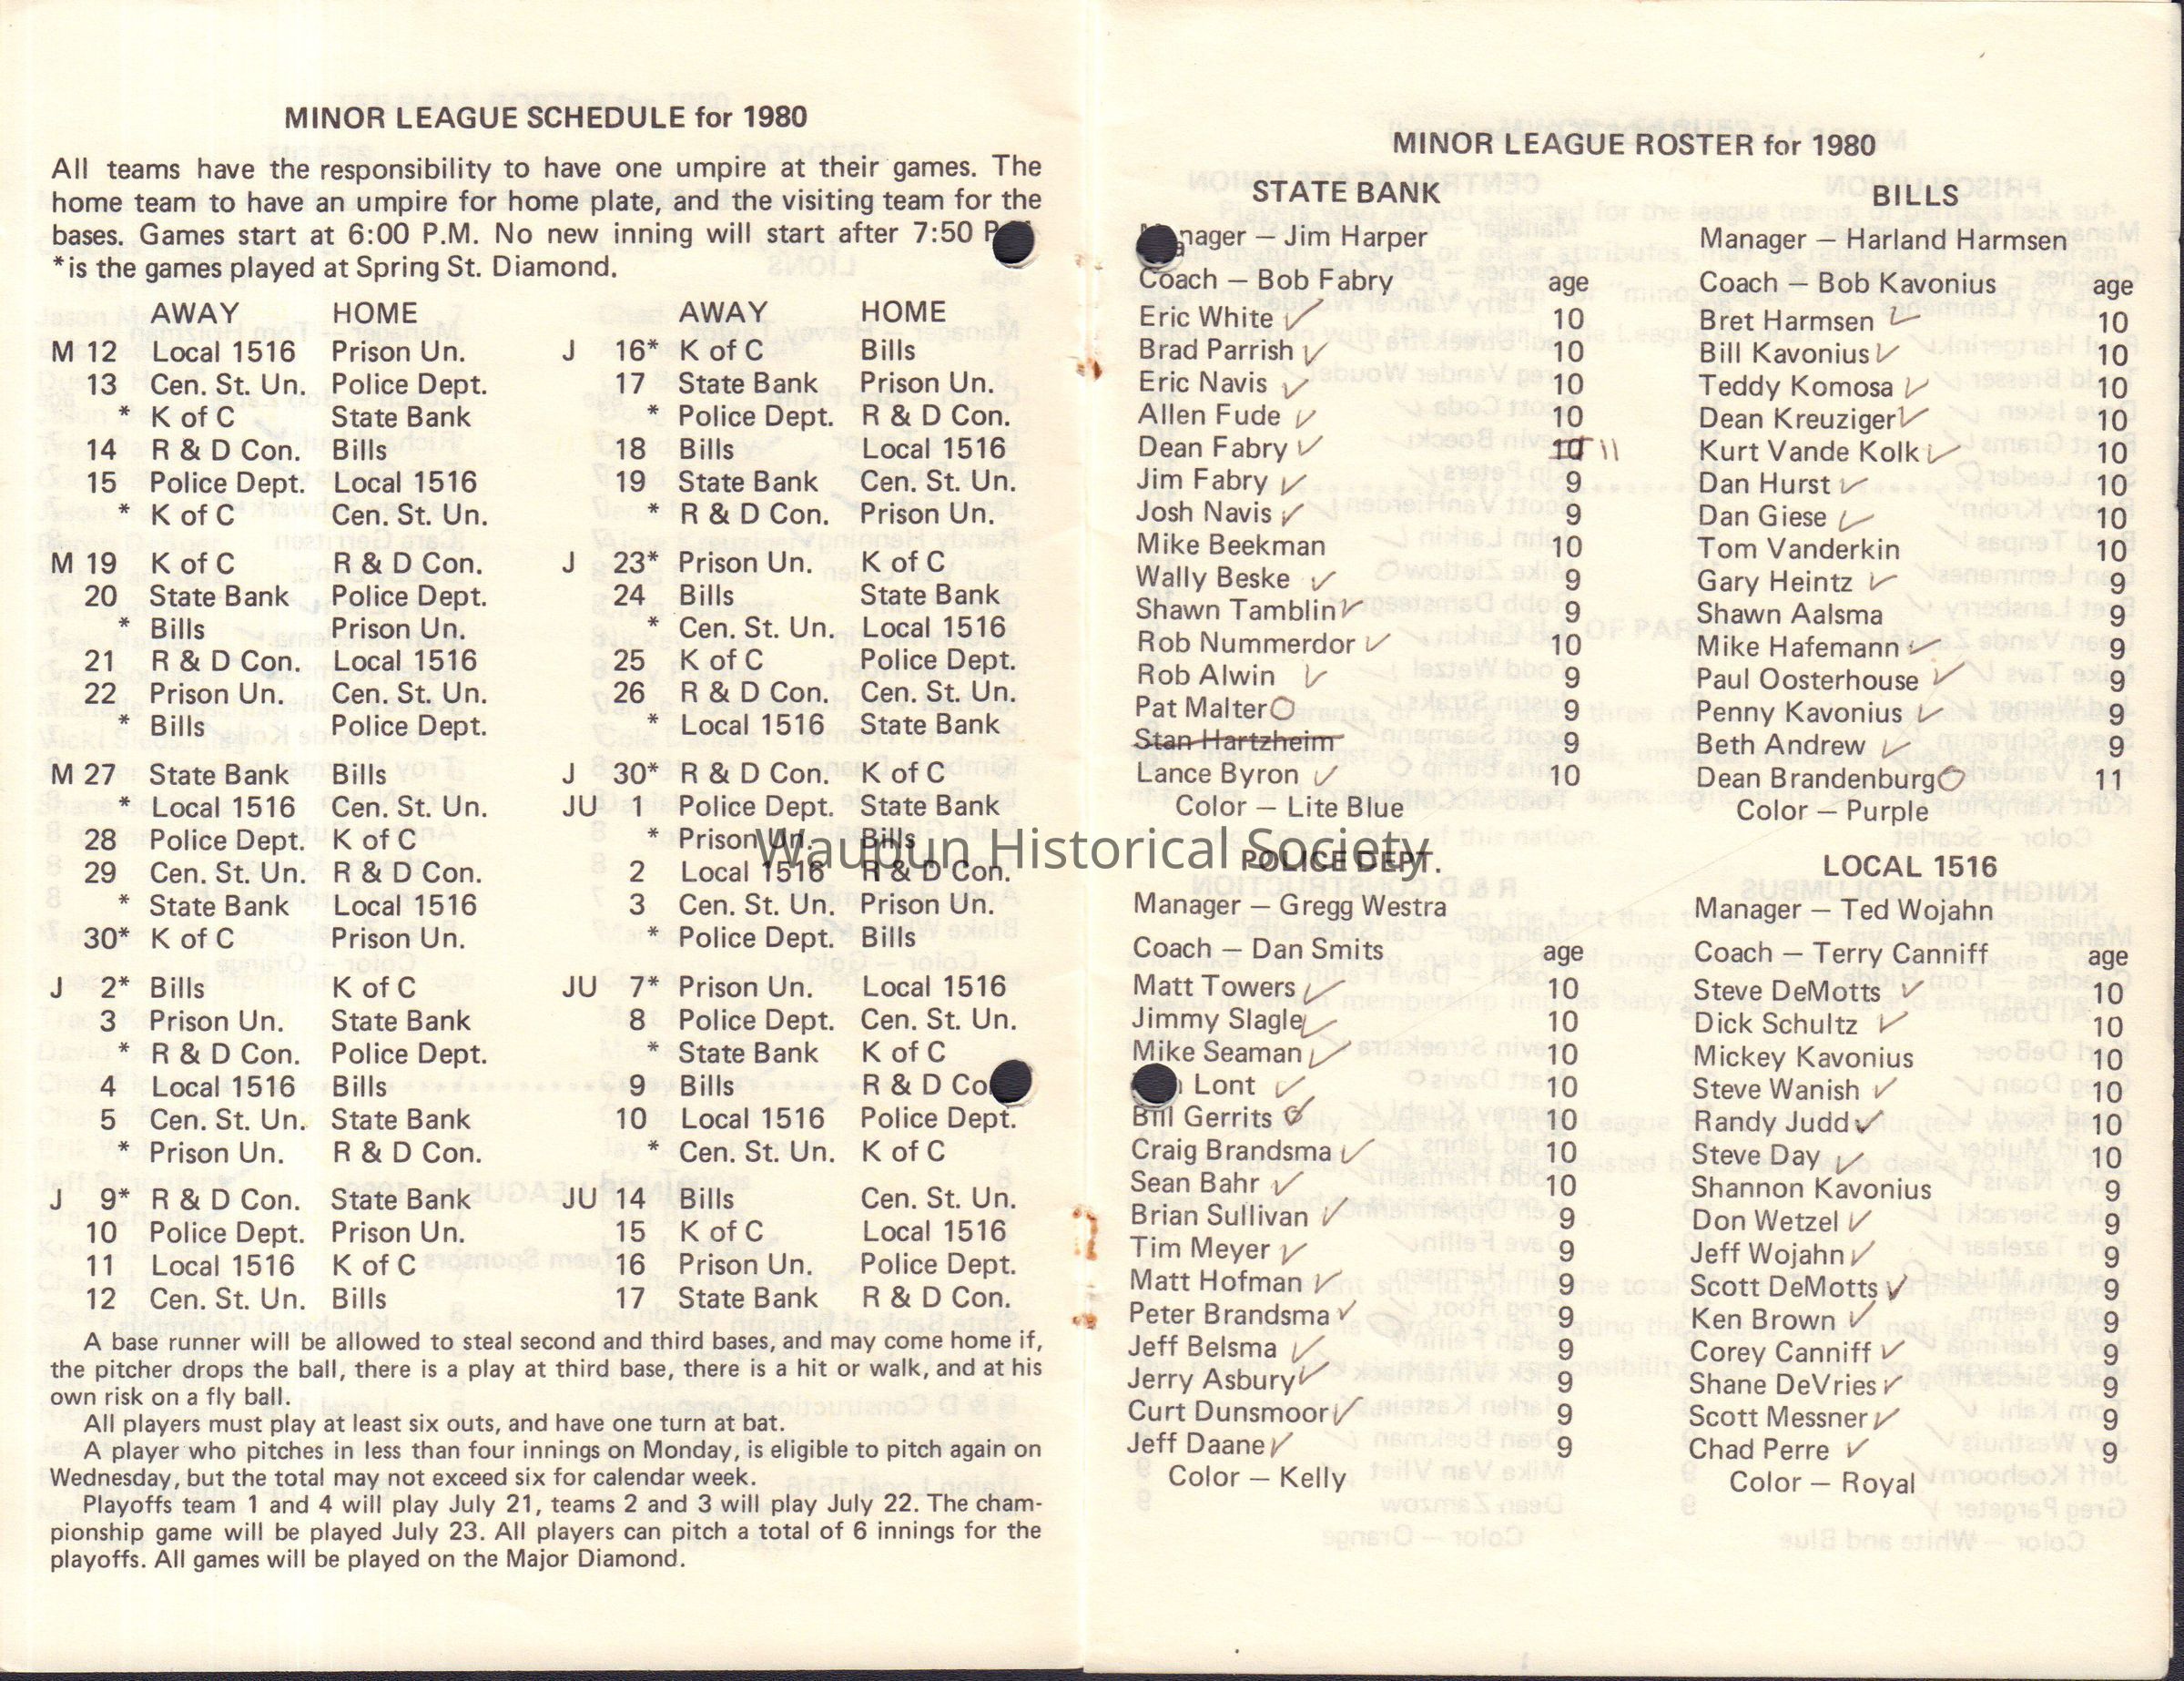 MINOR LEAGUE SCHEDULE for 1980
All teams have the responsibility to have one umpire at their games. The
home team to have an umpire for home plate, and the visiting team for the
bases. Games start at 6:00 P.M. No new inning will start after 7:50
*is the games played at Spring St. Diamond.
AWAY HOME
M 12 Local 1516 Prison Un.
13 Cen. St. Un. Police Dept.
* K of C State Bank
14 R & D Con. Bills
15 Police Dept. Local 1516
* K of C Cen. St. Un.
M 19 K of C R & D Con.
20 State Bank Police Dept.
* Bills Prison Un.
21 R & D Con. Local 1516
22 Prison Un. Cen. St. Un.
* Bills Police Dept.
M 27 State Bank Bills
* Local 1516 Cen. St. Un.
28 Police Dept. K of C
29 Cen. St. Un. R & D Con.
* State Bank Local 1516
30* K of C Prison Un.
J 2* Bills K of C
3 Prison Un. State Bank
* R & D Con. Police Dept.
4 Local 1516 Bills
5 Cen. St. Un. State Bank
* Prison Un. R & D Con.
J 9* R & D Con. State Bank
10 Police Dept. Prison Un.
11 Local 1516 K of C
12 Cen. St. Un. Bills
AWAY HOME
J 16* K of C Bills
17 State Bank Prison Un.
* Police Dept. R & D Con.
18 Bills Local 1516
19 State Bank Cen. St. Un.
* R & D Con. Prison Un.
J 23* Prison Un. K of C
24 Bills State Bank
* Cen. St. Un. Local 1516
25 K of C Police Dept.
26 R & D Con. Cen. St. Un.
* Local 1516 State Bank
J 30* R & D Con. K of C
JU 1 Police Dept. State Bank
* Prison Un. Bills
2 Local 1516 R & D Con.
3 Cen. St. Un. Prison Un.
* Police Dept. Bills
JU 7* Prison Un. Local 1516
8 Police Dept. Cen. St. Un.
* State Bank K of C
9 Bills R & D
10 Local 1516 Police Dept.
* Cen. St. Un. K of C
JU 14 Bills Cen. St. Un.
15 K of C Local 1516
16 Prison Un. Police Dept.
17 State Bank R & D Con.
A base runner will be allowed to steal second and third bases, and may come home if,
the pitcher drops the ball, there is a play at third base, there is a hit or walk, and at his
own risk on a fly ball.
All players must play at least six outs, and have one turn at bat.
A player who pitches in less than four innings on Monday, is eligible to pitch again on
Wednesday, but the total may not exceed six for calendar week.
Playoffs team 1 and 4 will play July 21, teams 2 and 3 will play July 22. The cham-
pionship game will be played July 23. All players can pitch a total of 6 innings for the
playoffs. All games will be played on the Major Diamond.
MINOR LEAGUE ROSTER for 1980
STATE BANK
Manager – Jim Harper
Coach – Bob Fabry age
Eric White ✓ 10
Brad Parrish ✓ 10
Eric Navis ✓ 10
Allen Fude ✓ 10
Dean Fabry ✓ 10 11
Jim Fabry ✓ 9
Josh Navis ✓ 9
Mike Beekman 10
Wally Beske ✓ 9
Shawn Tamblin ✓ 9
Rob Nummerdor ✓ 10
Rob Alwin ✓ 9
Pat Malter O 9
Stan Hartzheim 9
Lance Byron ✓ 10
Color – Lite Blue
BILLS
Manager – Harland Harmsen
Coach – Bob Kavonius age
Bret Harmsen ✓ 10
Bill Kavonius ✓ 10
Teddy Komosa ✓ 10
Dean Kreuziger ✓ 10
Kurt Vande Kolk ✓ 10
Dan Hurst ✓ 10
Dan Giese ✓ 10
Tom Vanderkin 10
Gary Heintz ✓ 9
Shawn Aalsma 9
Mike Hafemann ✓ 9
Paul Oosterhouse ✓ 9
Penny Kavonius ✓ 9
Beth Andrew ✓ 9
Dean Brandenburg O 11
Color – Purple
Waupun Historical Society
POLICE DEPT.
Manager – Gregg Westra
Coach – Dan Smits age
Matt Towers ✓ 10
Jimmy Slagle ✓ 10
Mike Seaman ✓ 10
Lont ✓ 10
Bill Gerrits ✓ 10
Craig Brandsma ✓ 10
Sean Bahr ✓ 10
Brian Sullivan ✓ 9
Tim Meyer ✓ 9
Matt Hofman ✓ 9
Peter Brandsma ✓ 9
Jeff Belsma ✓ 9
Jerry Asbury ✓ 9
Curt Dunsmoor ✓ 9
Jeff Daane ✓ 9
Color – Kelly
LOCAL 1516
Manager – Ted Wojahn
Coach – Terry Canniff age
Steve DeMotts ✓ 10
Dick Schultz ✓ 10
Mickey Kavonius 10
Steve Wanish ✓ 10
Randy Judd ✓ 10
Steve Day ✓ 10
Shannon Kavonius 9
Don Wetzel ✓ 9
Jeff Wojahn ✓ 9
Scott DeMotts ✓ 9
Ken Brown ✓ 9
Corey Canniff ✓ 9
Shane DeVries ✓ 9
Scott Messner ✓ 9
Chad Perre ✓ 9
Color – Royal